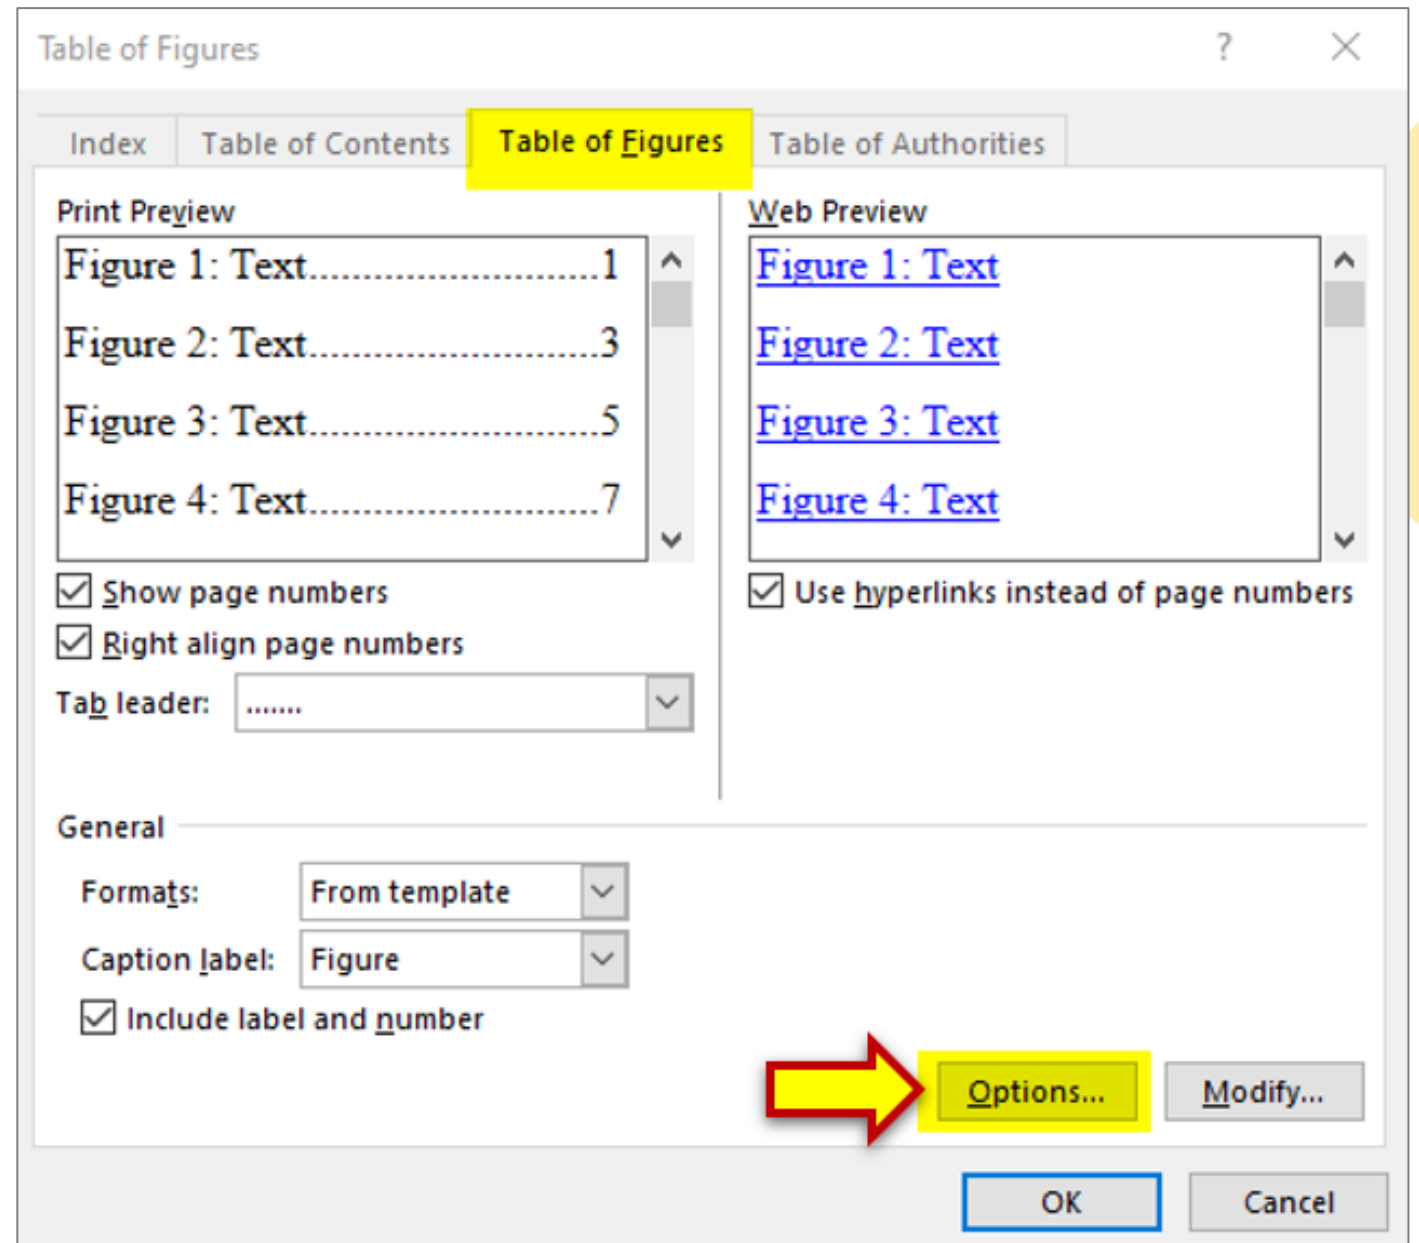 Table of Figures ?
Index Table of Contents Table of Figures Table of Authorities
Print Preview
Figure 1: Text.............................1
Figure 2: Text.............................3
Figure 3: Text.............................5
Figure 4: Text.............................7
Show page numbers
Right align page numbers
Tab leader: .......
Web Preview
Figure 1: Text
Figure 2: Text
Figure 3: Text
Figure 4: Text
Use hyperlinks instead of page numbers
General
Formats: From template
Caption label: Figure
Include label and number
Options... Modify...
OK Cancel